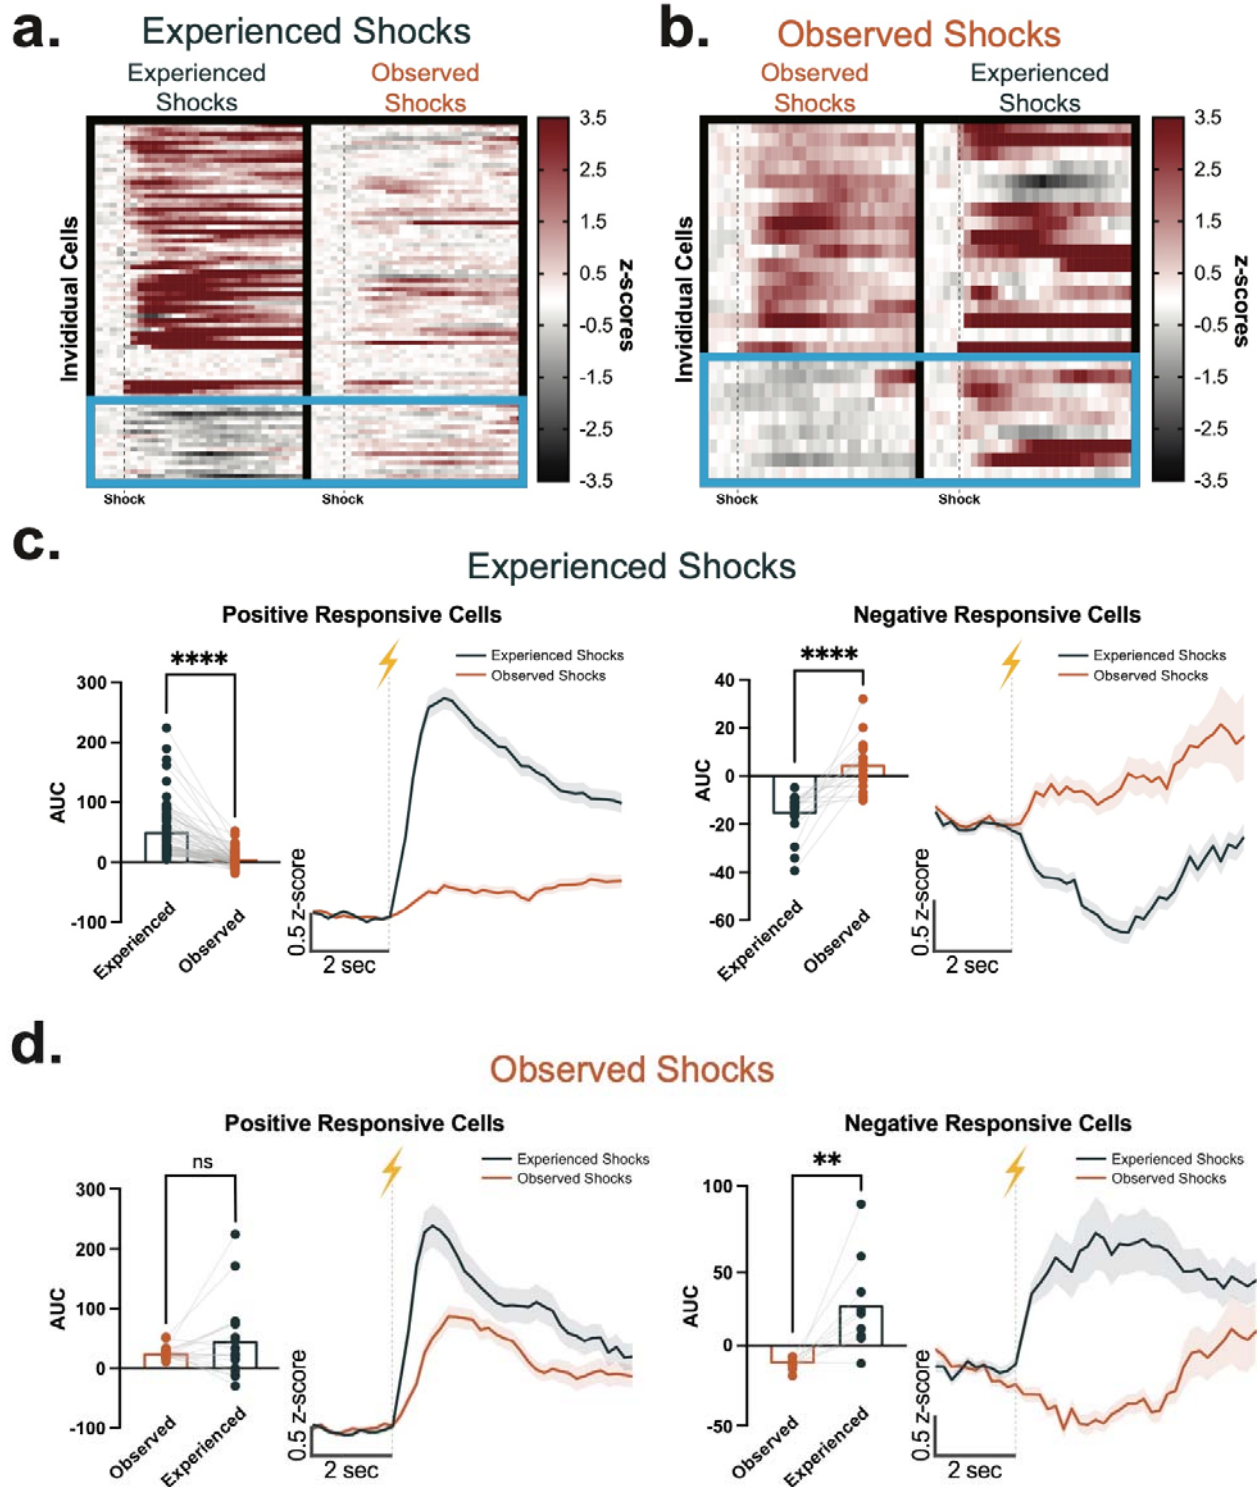 a.
Experienced Shocks
Experienced
Shocks
Observed
Shocks
Invididual Cells
3.5
2.5
1.5
0.5
-0.5
-1.5
-2.5
-3.5
z-scores
Shock
Shock
b.
Observed Shocks
Observed
Shocks
Experienced
Shocks
Invididual Cells
3.5
2.5
1.5
0.5
-0.5
-1.5
-2.5
-3.5
z-scores
Shock
Shock
c.
Experienced Shocks
Positive Responsive Cells
****
300
200
100
0
-100
AUC
Experienced
Observed
Experienced Shocks
Observed Shocks
0.5 z-score
2 sec
Negative Responsive Cells
****
40
20
0
-20
-40
-60
AUC
Experienced
Observed
Experienced Shocks
Observed Shocks
0.5 z-score
2 sec
d.
Observed Shocks
Positive Responsive Cells
ns
300
200
100
0
-100
AUC
Observed
Experienced
Experienced Shocks
Observed Shocks
0.5 z-score
2 sec
Negative Responsive Cells
**
100
50
0
-50
AUC
Observed
Experienced
Experienced Shocks
Observed Shocks
0.5 z-score
2 sec